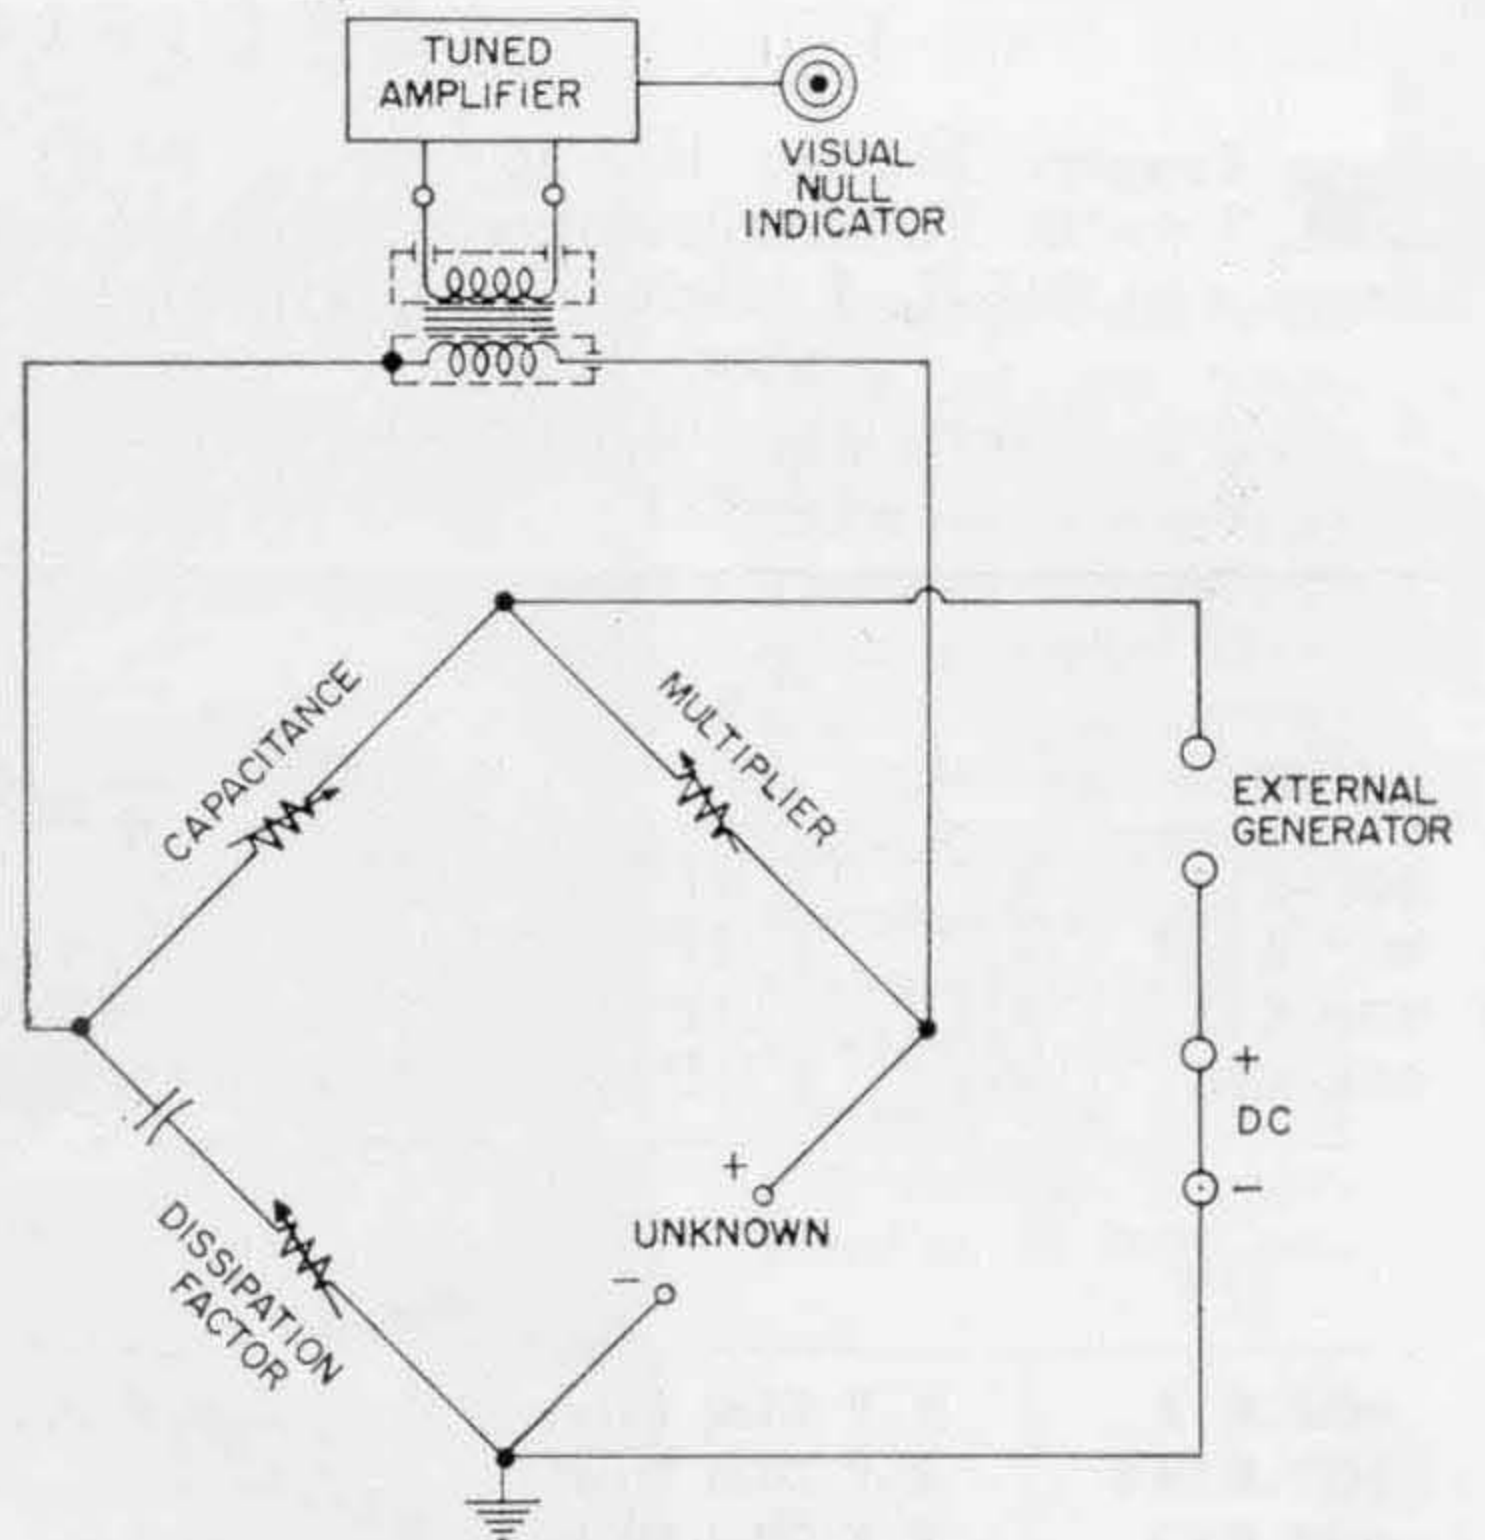 TUNED
AMPLIFIER
VISUAL
NULL
INDICATOR
CAPACITANCE
MULTIPLIER
EXTERNAL
GENERATOR
+
DC
−
+
UNKNOWN
−
DISSIPATION
FACTOR